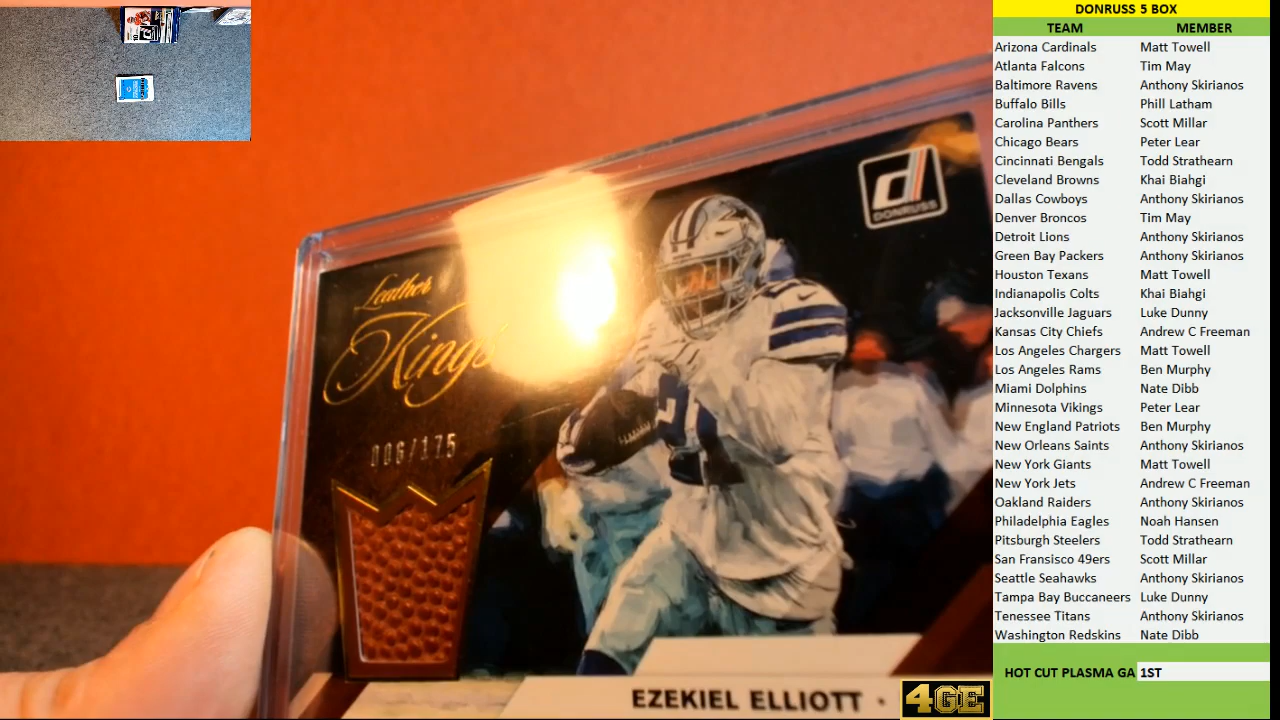 DONRUSS 5 BOX
TEAM MEMBER
Arizona Cardinals Matt Towell
Atlanta Falcons Tim May
Baltimore Ravens Anthony Skirianos
Buffalo Bills Phill Latham
Carolina Panthers Scott Millar
Chicago Bears Peter Lear
Cincinnati Bengals Todd Strathearn
Cleveland Browns Khai Biahgi
Dallas Cowboys Anthony Skirianos
Denver Broncos Tim May
Detroit Lions Anthony Skirianos
Green Bay Packers Anthony Skirianos
Houston Texans Matt Towell
Indianapolis Colts Khai Biahgi
Jacksonville Jaguars Luke Dunny
Kansas City Chiefs Andrew C Freeman
Los Angeles Chargers Matt Towell
Los Angeles Rams Ben Murphy
Miami Dolphins Nate Dibb
Minnesota Vikings Peter Lear
New England Patriots Ben Murphy
New Orleans Saints Anthony Skirianos
New York Giants Matt Towell
New York Jets Andrew C Freeman
Oakland Raiders Anthony Skirianos
Philadelphia Eagles Noah Hansen
Pitsburgh Steelers Todd Strathearn
San Fransisco 49ers Scott Millar
Seattle Seahawks Anthony Skirianos
Tampa Bay Buccaneers Luke Dunny
Tenessee Titans Anthony Skirianos
Washington Redskins Nate Dibb
HOT CUT PLASMA GA 1ST
d
DONRUSS
Leather
Kings
006/175
21
EZEKIEL ELLIOTT
4GE